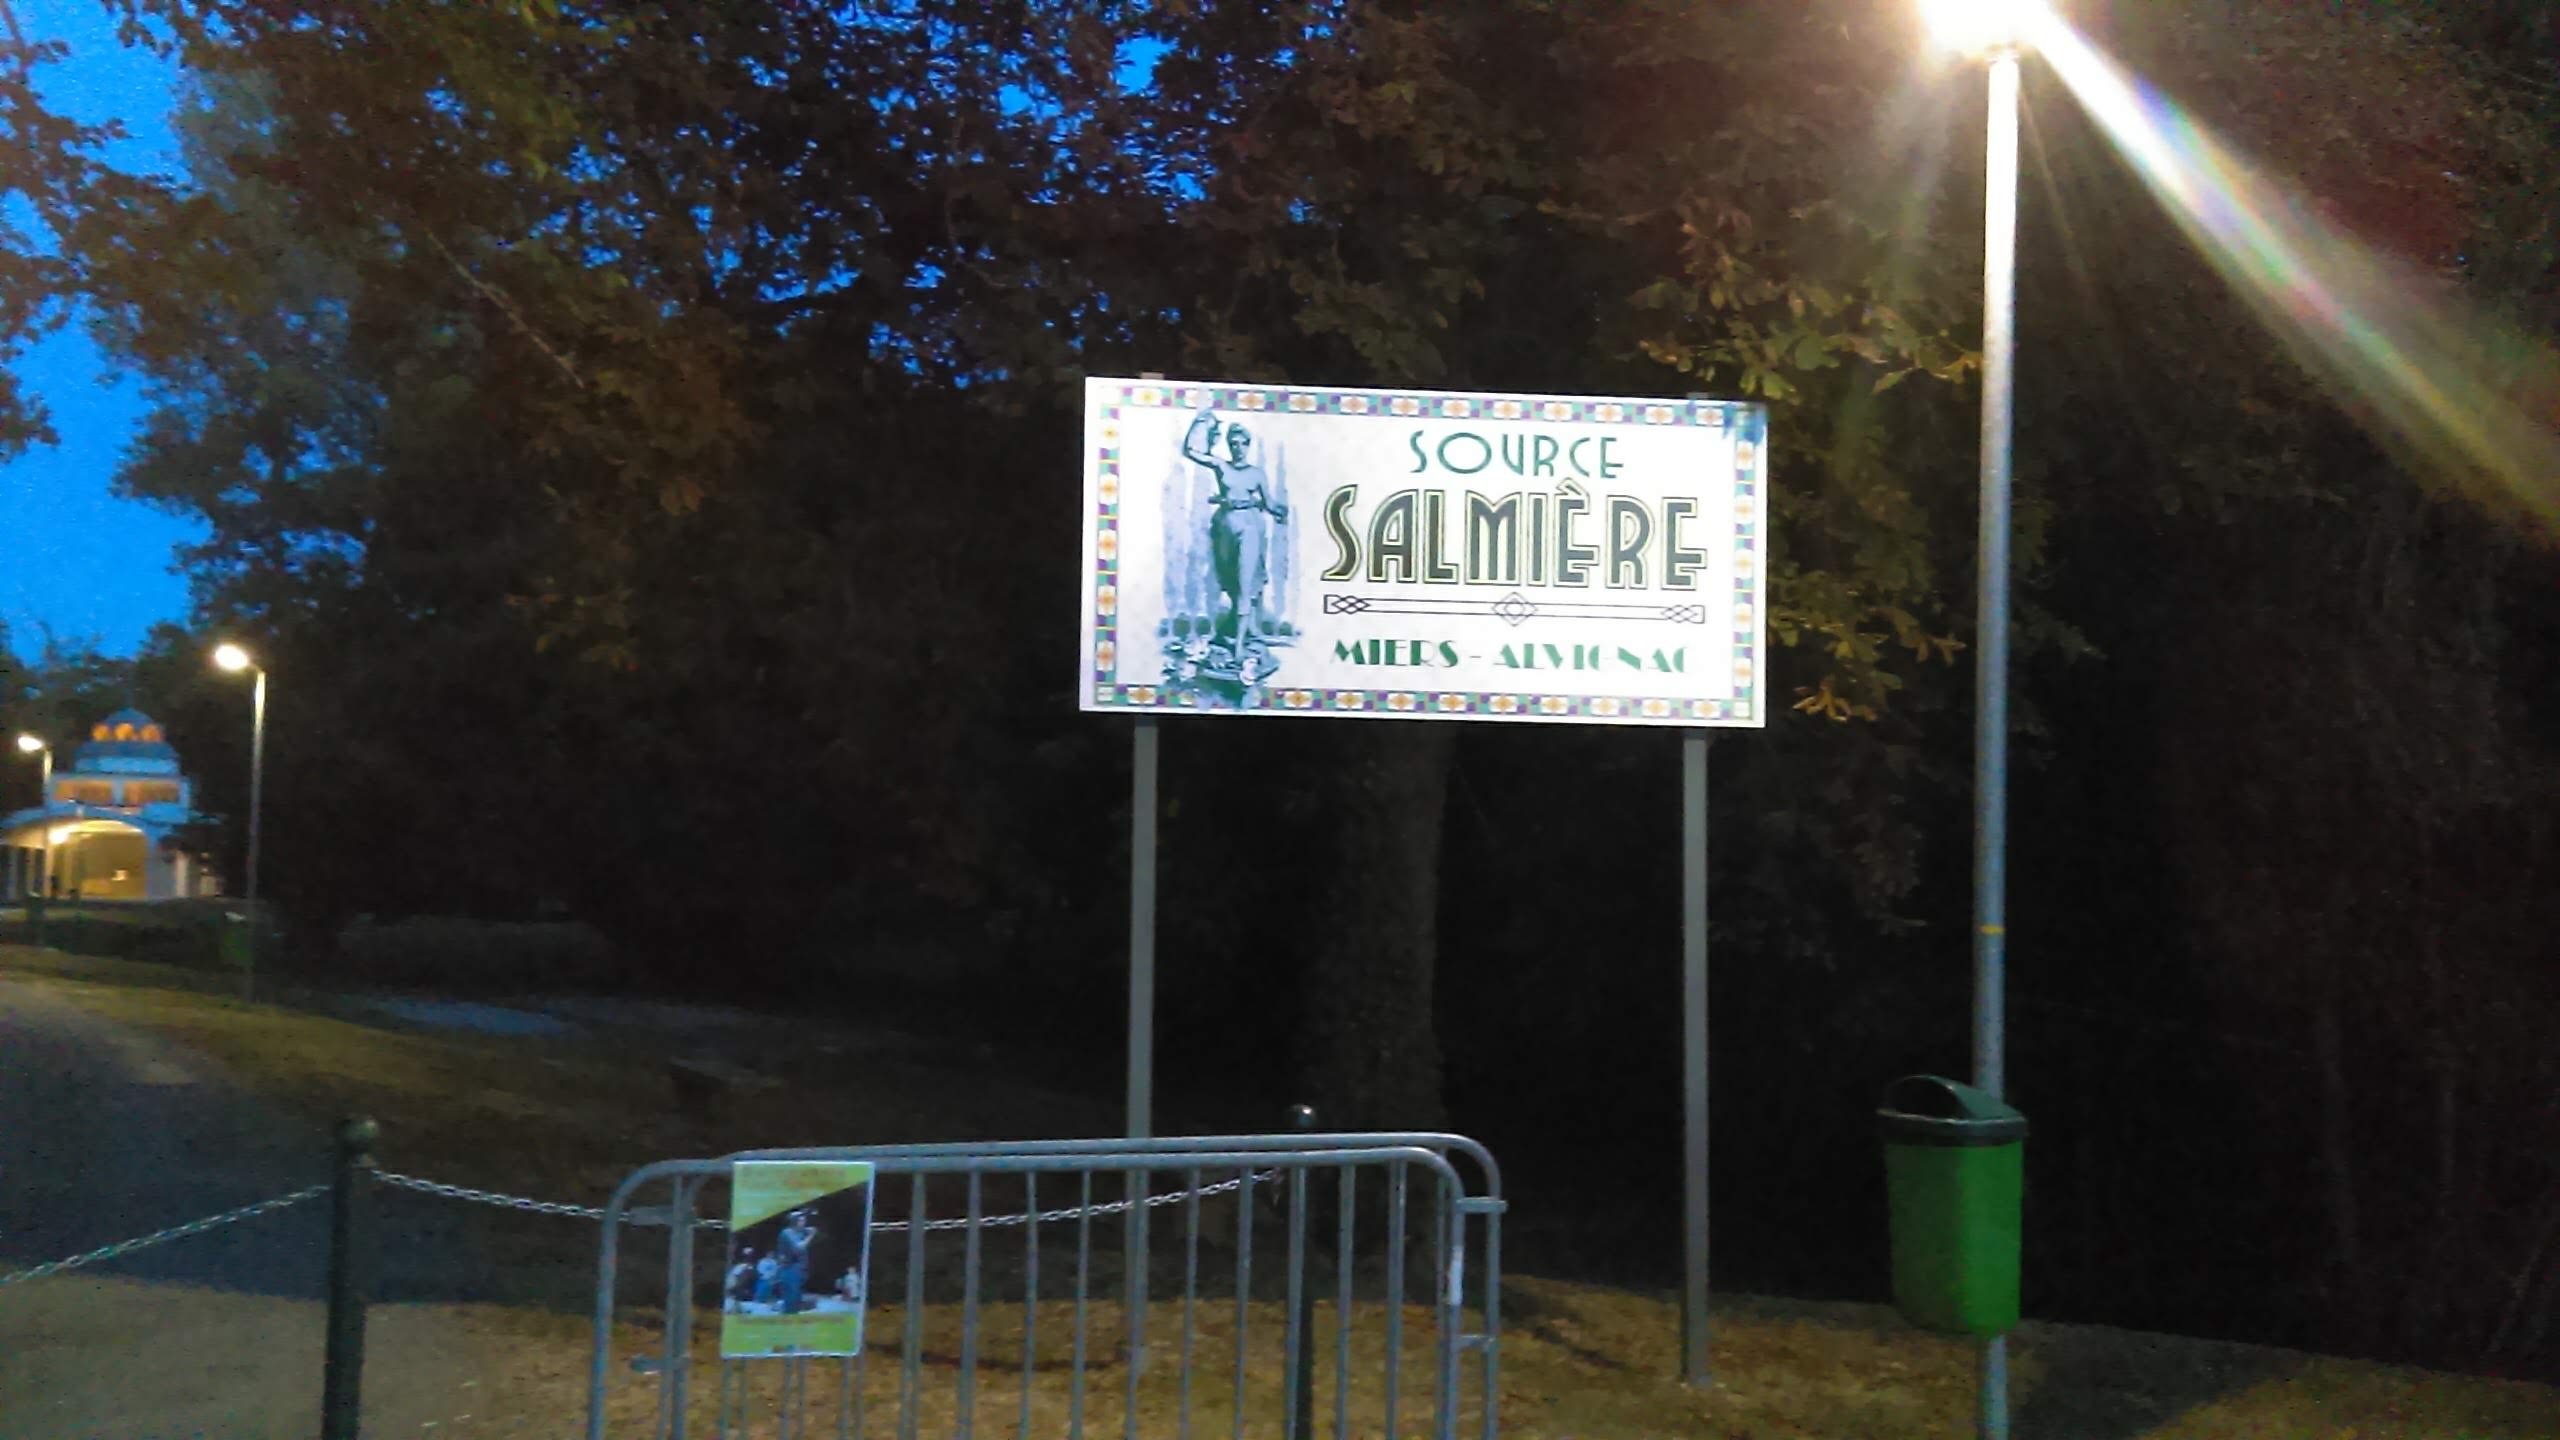 SOURCE
SALMIÈRE
MIERS - ALVIGNAC